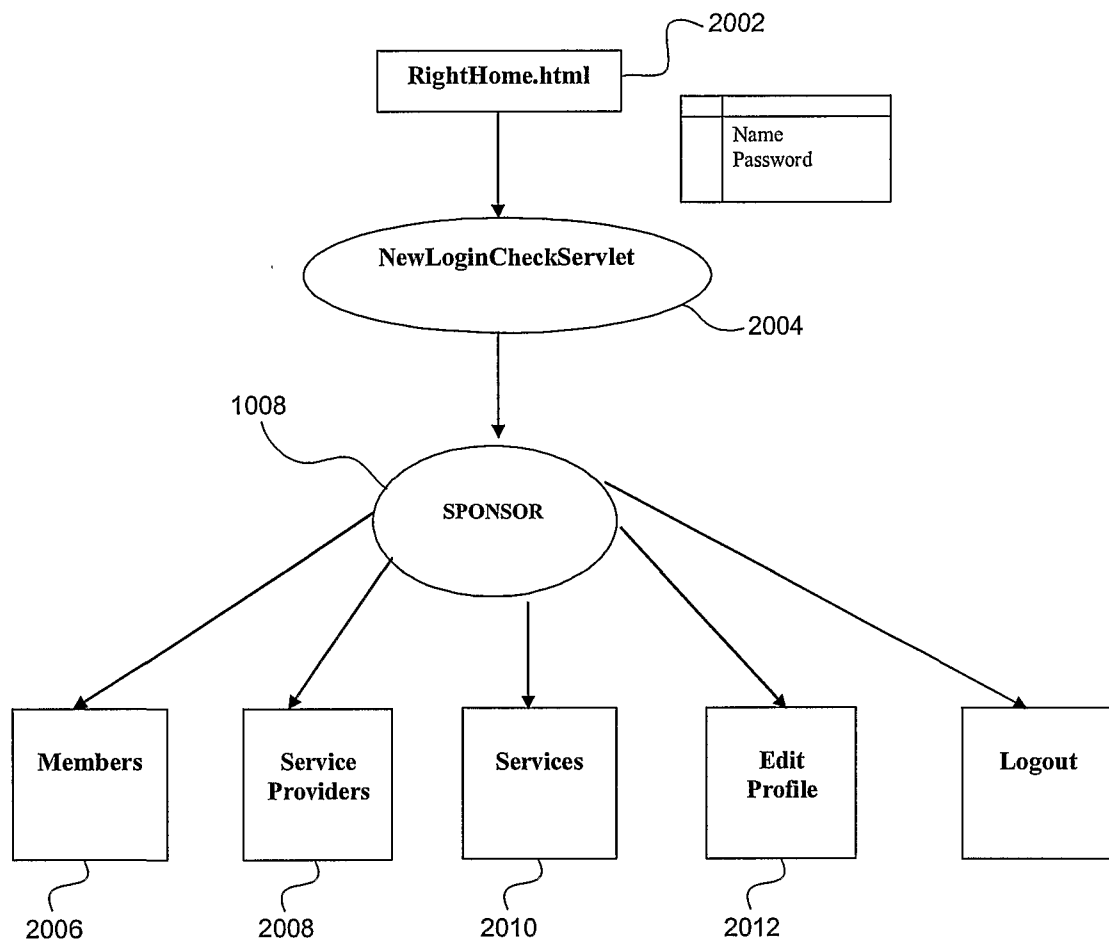 2002
RightHome.html
Name
Password
NewLoginCheckServlet
2004
1008
SPONSOR
Members
Service
Providers
Services
Edit
Profile
Logout
2006
2008
2010
2012